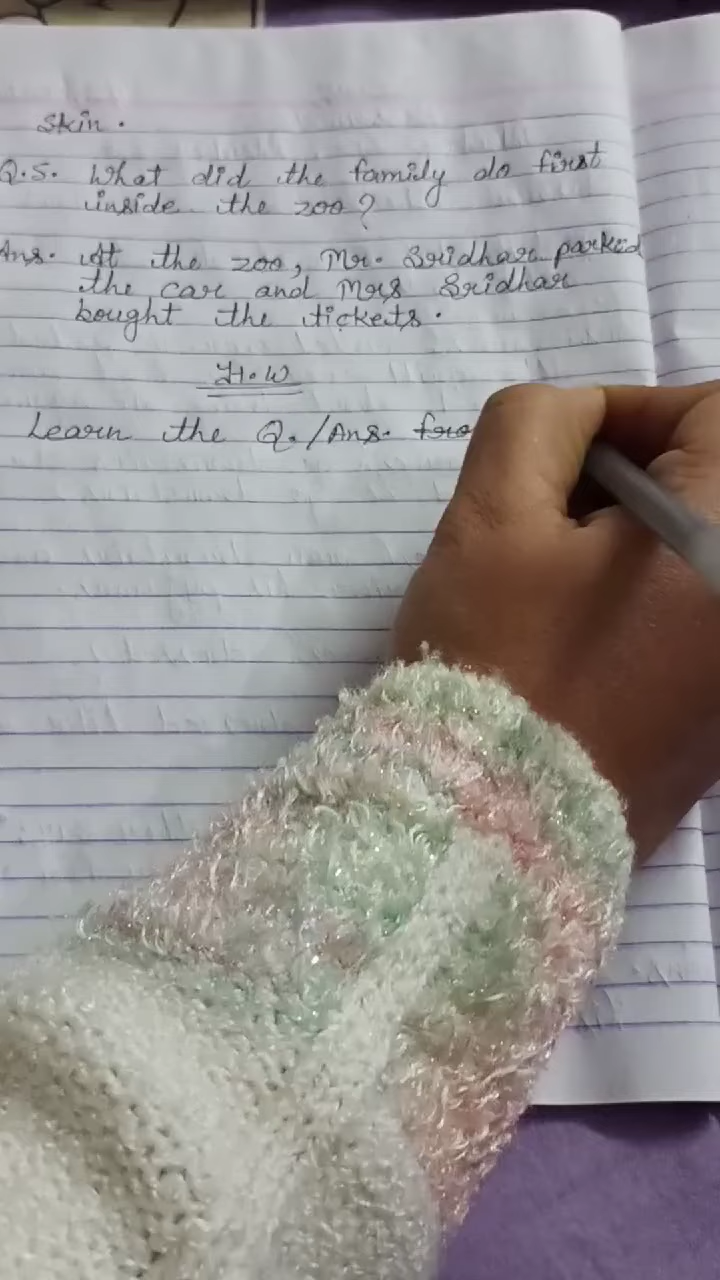 Skin.
Q.5. What did the family do first
inside the zoo?
Ans. At the zoo, Mr. Sridhar parked
the car and Mrs Sridhar
bought the tickets.
H.W
Learn the Q./Ans. fro